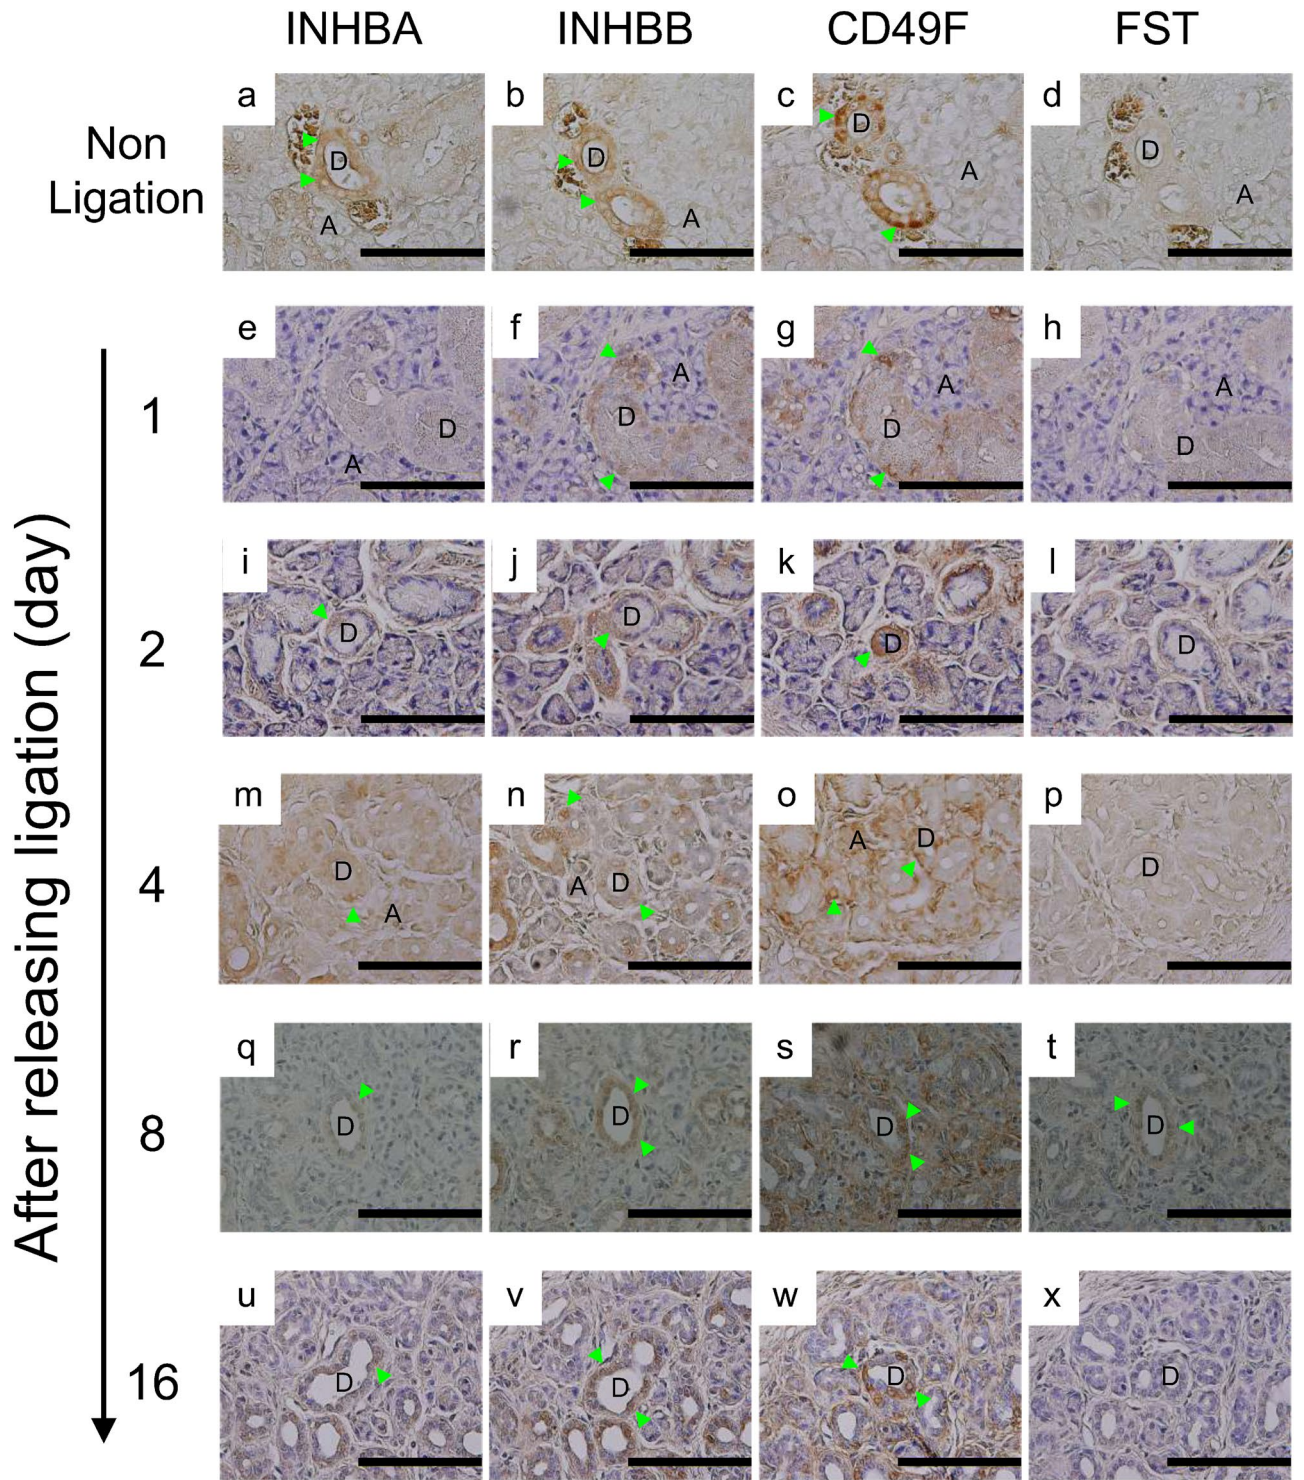 INHBA INHBB CD49F FST
Non
Ligation
a b c d
D D D D
A A A A
After releasing ligation (day)
1
e f g h
D D D D
A A A A
2
i j k l
D D D D
4
m n o p
D D D D
A A A
8
q r s t
D D D D
16
u v w x
D D D D